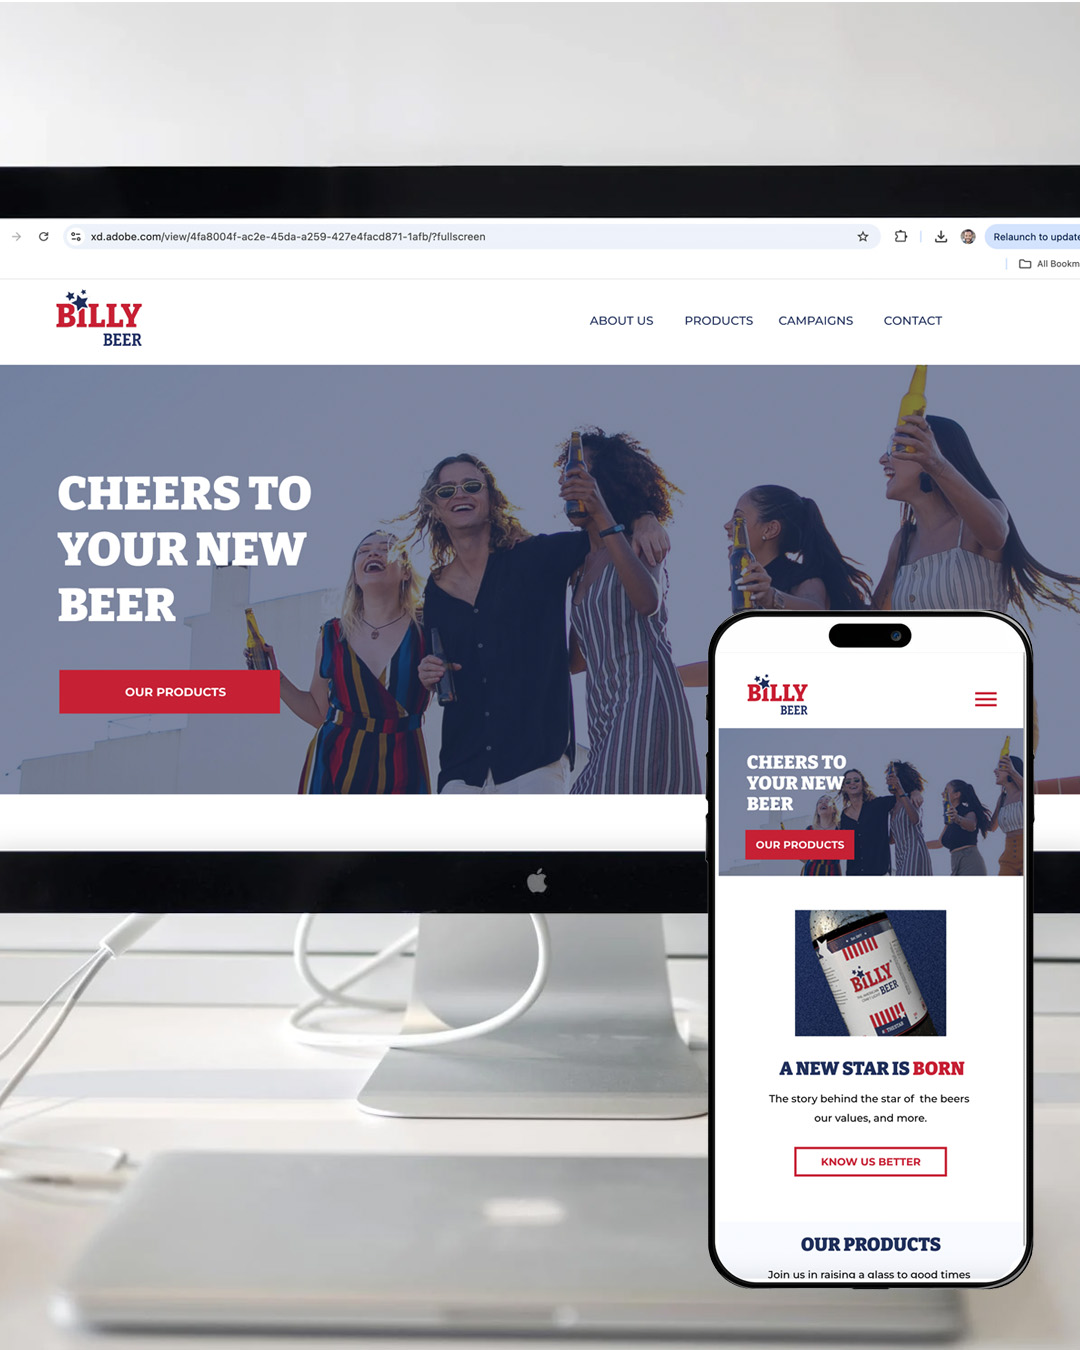 xd.adobe.com/view/4fa8004f-ac2e-45da-a259-427e4facd871-1afb/?fullscreen
Relaunch to update
All Bookm
BILLY
BEER
ABOUT US
PRODUCTS
CAMPAIGNS
CONTACT
CHEERS TO
YOUR NEW
BEER
OUR PRODUCTS
BILLY
BEER
CHEERS TO
YOUR NEW
BEER
OUR PRODUCTS
BILLY
BEER
A NEW STAR IS BORN
The story behind the star of the beers
our values, and more.
KNOW US BETTER
OUR PRODUCTS
Join us in raising a glass to good times